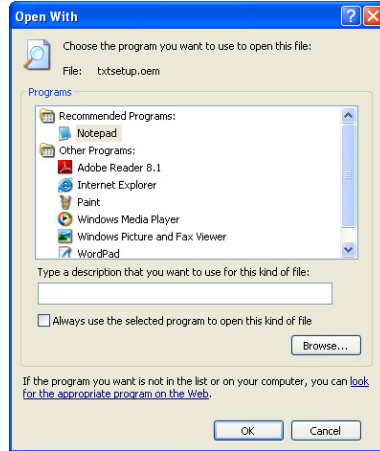 Open With
Choose the program you want to use to open this file:
File: txtsetup.oem
Programs
Recommended Programs:
Notepad
Other Programs:
Adobe Reader 8.1
Internet Explorer
Paint
Windows Media Player
Windows Picture and Fax Viewer
WordPad
Type a description that you want to use for this kind of file:
Always use the selected program to open this kind of file
Browse...
If the program you want is not in the list or on your computer, you can look
for the appropriate program on the Web.
OK Cancel